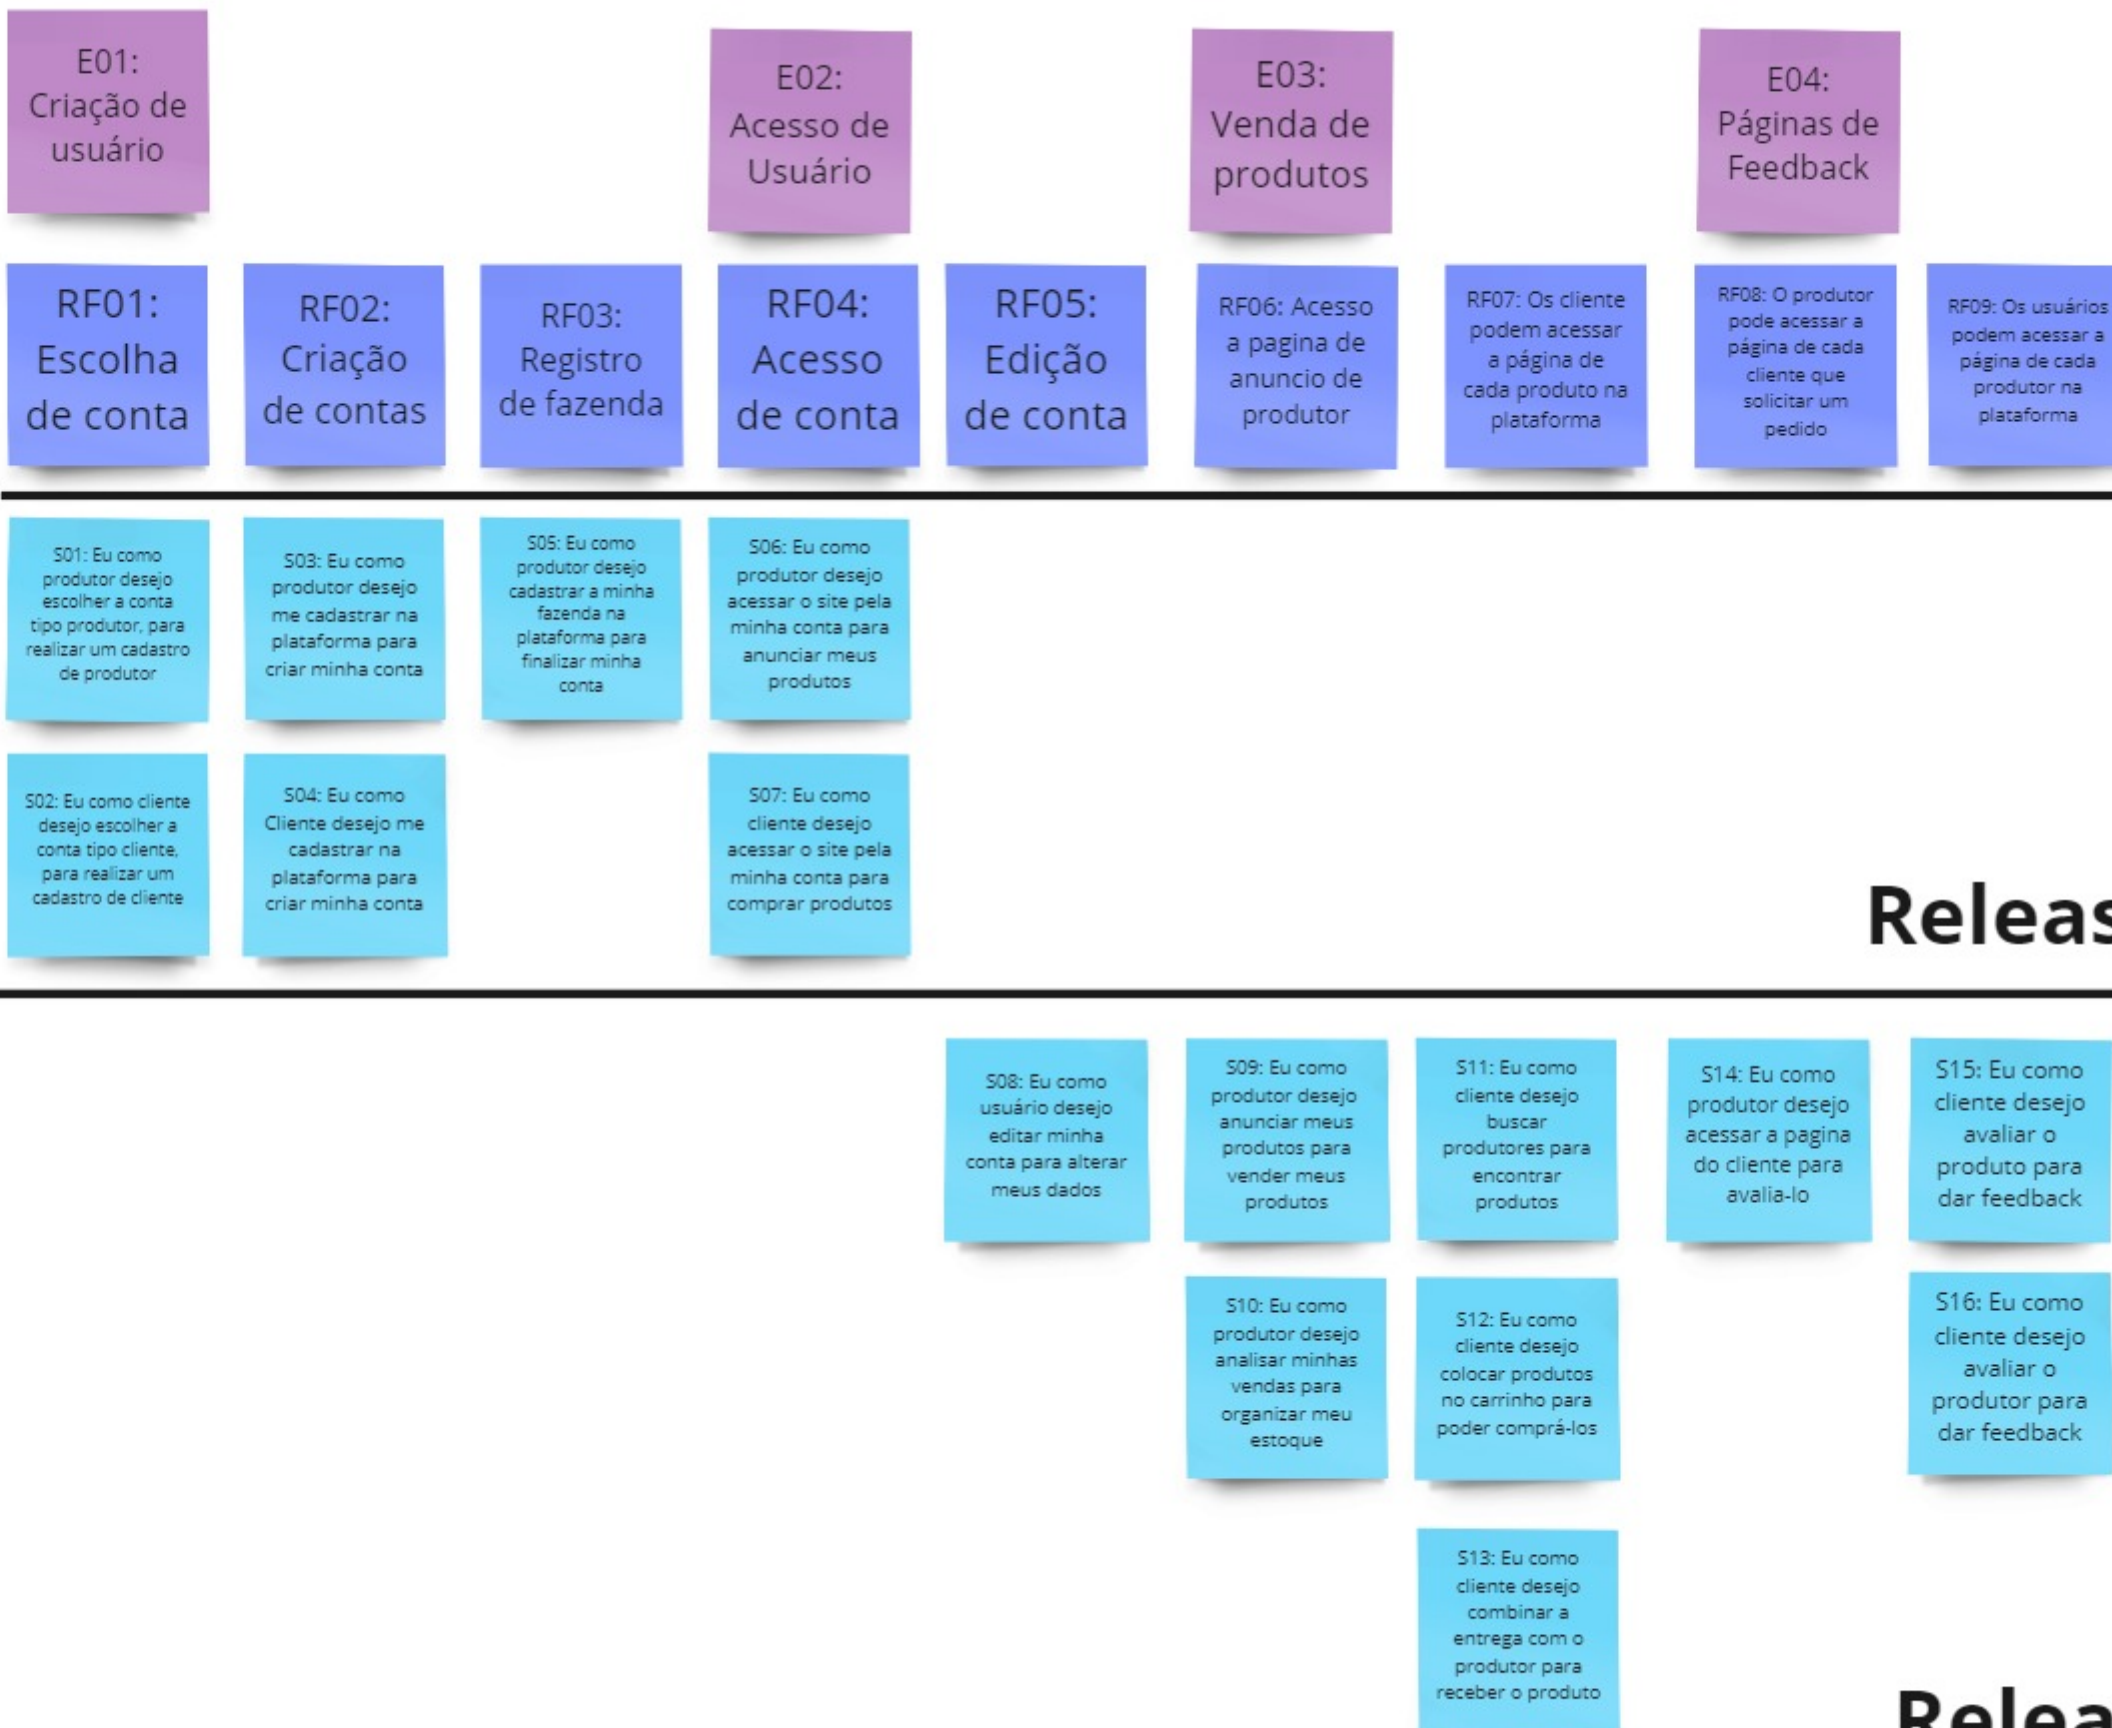 E01:
Criação de
usuário
E02:
Acesso de
Usuário
E03:
Venda de
produtos
E04:
Páginas de
Feedback
RF01:
Escolha
de conta
RF02:
Criação
de contas
RF03:
Registro
de fazenda
RF04:
Acesso
de conta
RF05:
Edição
de conta
RF06: Acesso
a pagina de
anuncio de
produtor
RF07: Os cliente
podem acessar
a página de
cada produto na
plataforma
RF08: O produtor
pode acessar a
página de cada
cliente que
solicitar um
pedido
RF09: Os usuários
podem acessar a
página de cada
produtor na
plataforma
S01: Eu como
produtor desejo
escolher a conta
tipo produtor, para
realizar um cadastro
de produtor
S03: Eu como
produtor desejo
me cadastrar na
plataforma para
criar minha conta
S05: Eu como
produtor desejo
cadastrar a minha
fazenda na
plataforma para
finalizar minha
conta
S06: Eu como
produtor desejo
acessar o site pela
minha conta para
anunciar meus
produtos
S02: Eu como cliente
desejo escolher a
conta tipo cliente,
para realizar um
cadastro de cliente
S04: Eu como
Cliente desejo me
cadastrar na
plataforma para
criar minha conta
S07: Eu como
cliente desejo
acessar o site pela
minha conta para
comprar produtos
Releas
S08: Eu como
usuário desejo
editar minha
conta para alterar
meus dados
S09: Eu como
produtor desejo
anunciar meus
produtos para
vender meus
produtos
S11: Eu como
cliente desejo
buscar
produtores para
encontrar
produtos
S14: Eu como
produtor desejo
acessar a pagina
do cliente para
avalia-lo
S15: Eu como
cliente desejo
avaliar o
produto para
dar feedback
S10: Eu como
produtor desejo
analisar minhas
vendas para
organizar meu
estoque
S12: Eu como
cliente desejo
colocar produtos
no carrinho para
poder comprá-los
S16: Eu como
cliente desejo
avaliar o
produtor para
dar feedback
S13: Eu como
cliente desejo
combinar a
entrega com o
produtor para
receber o produto
Relea